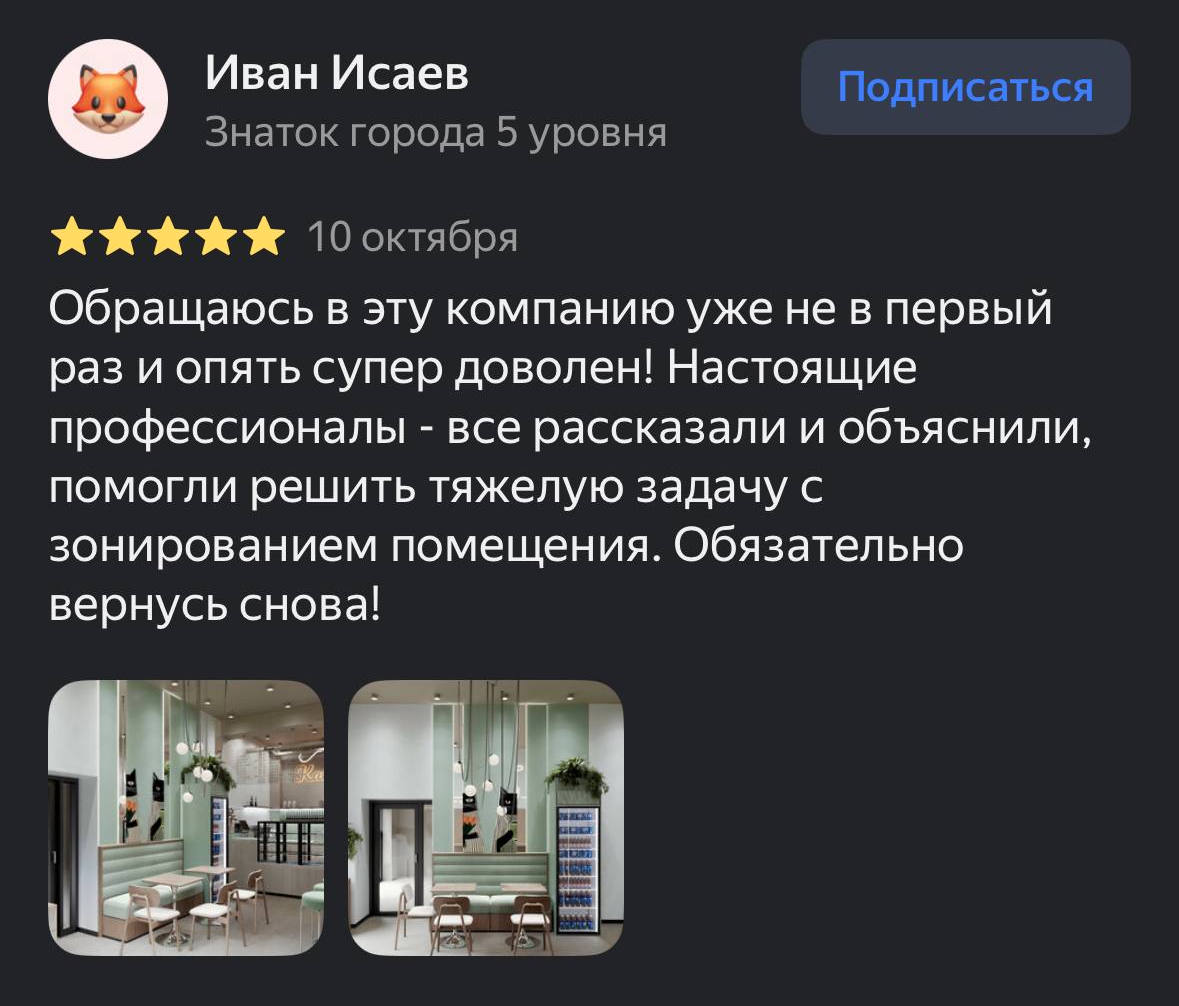 Иван Исаев
Знаток города 5 уровня
Подписаться
10 октября
Обращаюсь в эту компанию уже не в первый
раз и опять супер доволен! Настоящие
профессионалы - все рассказали и объяснили,
помогли решить тяжелую задачу с
зонированием помещения. Обязательно
вернусь снова!